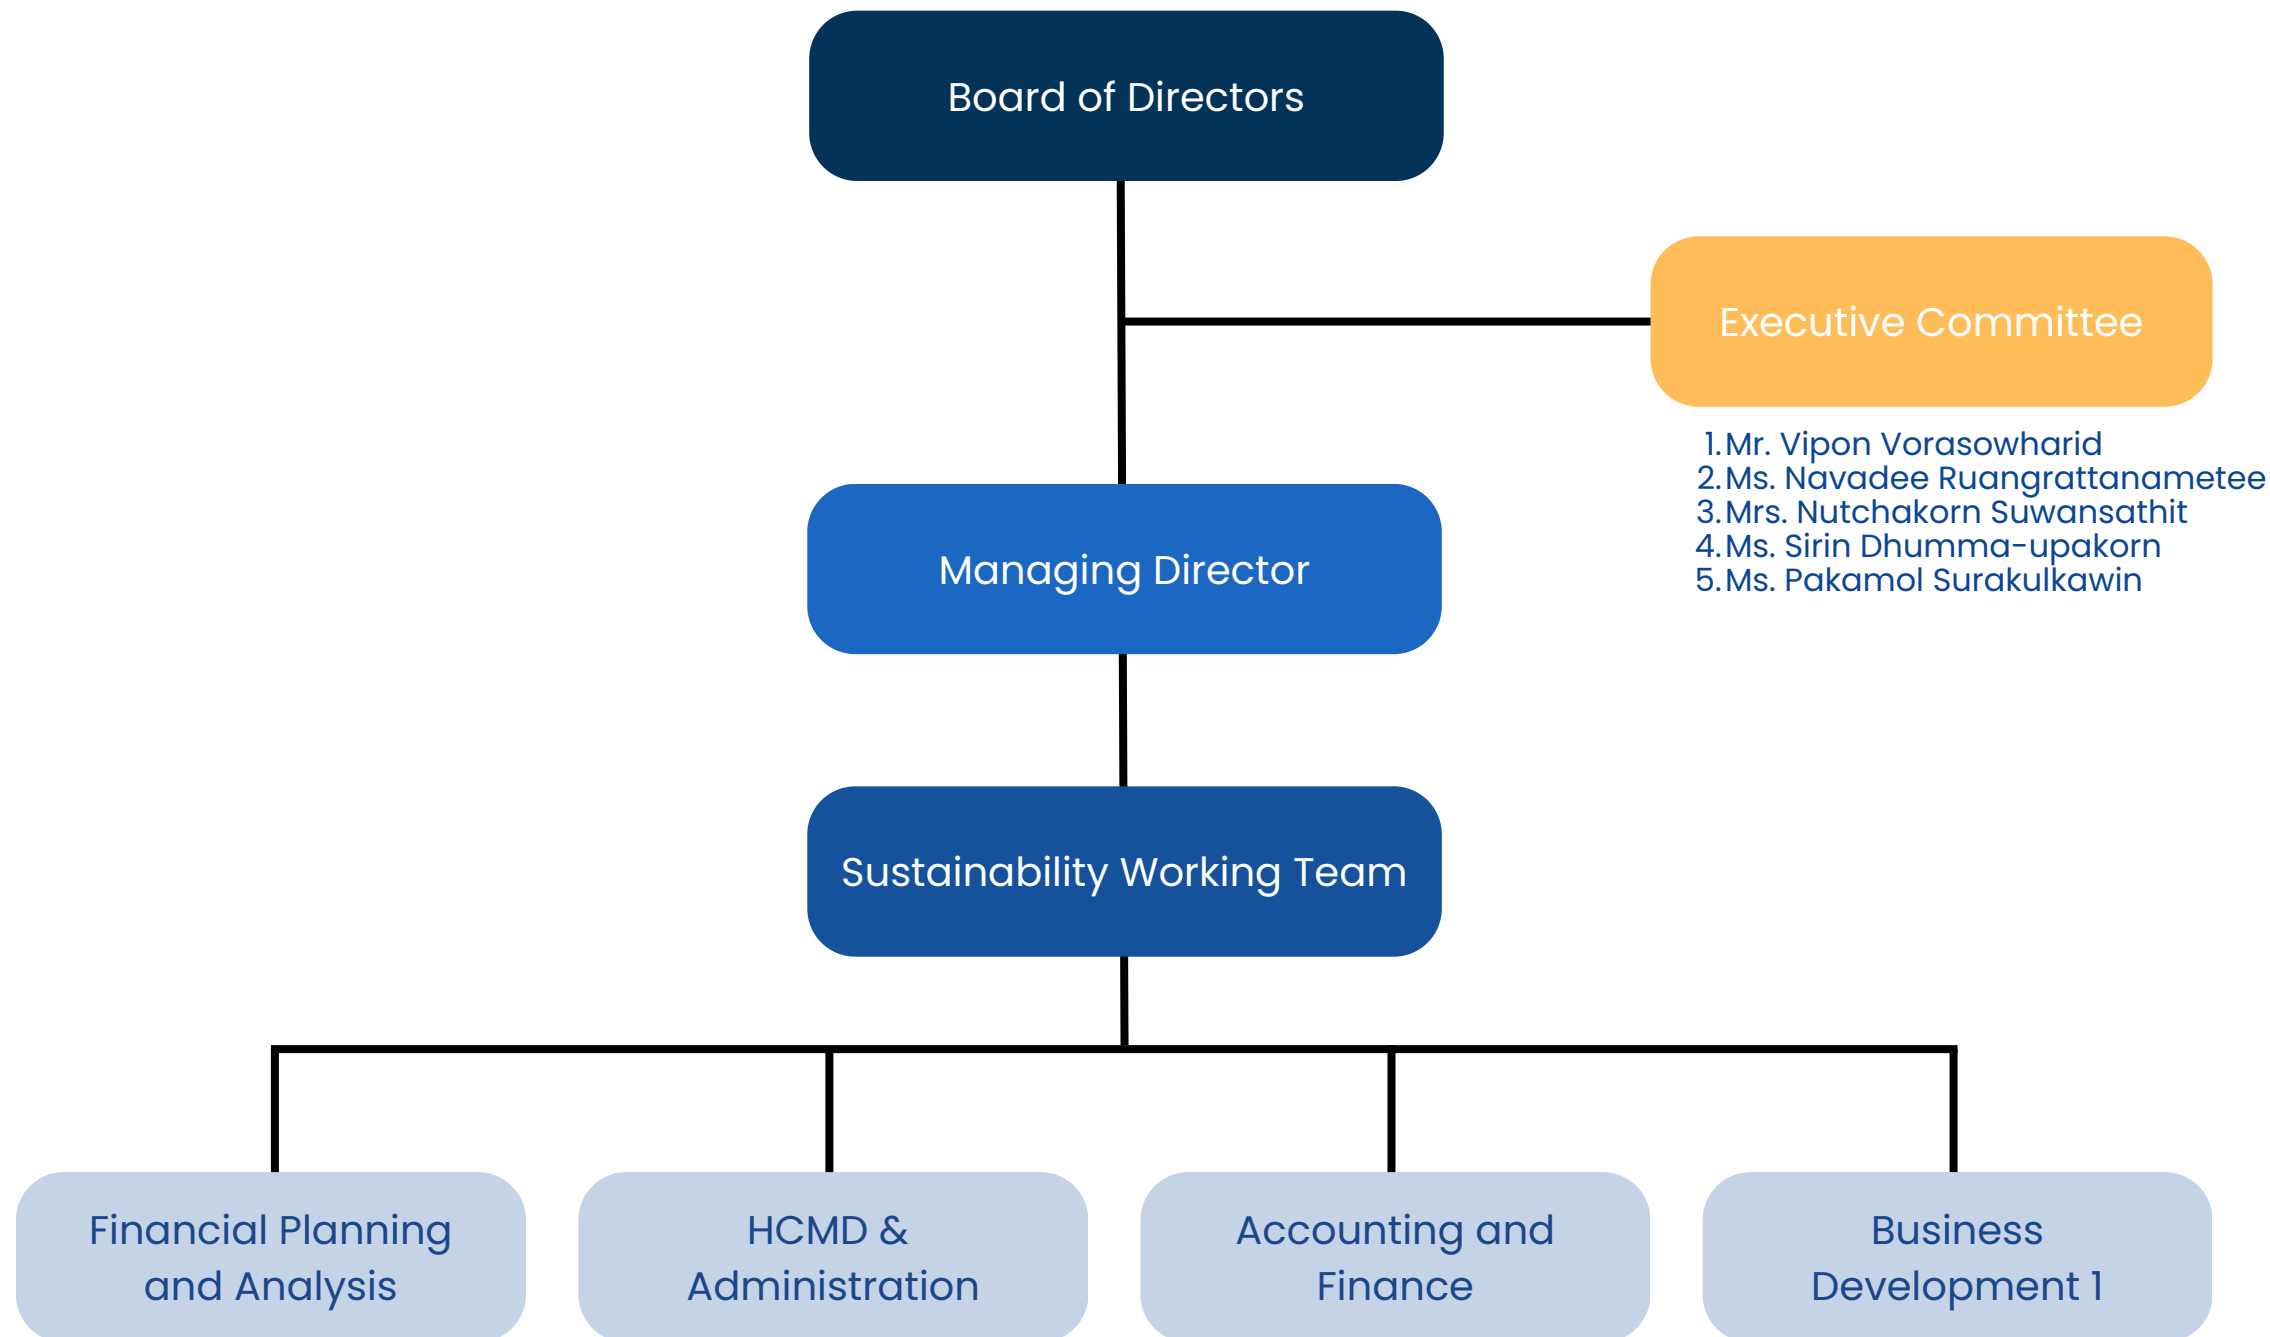 Board of Directors
Executive Committee
1. Mr. Vipon Vorasowharid
2. Ms. Navadee Ruangrattanametee
3. Mrs. Nutchakorn Suwansathit
4. Ms. Sirin Dhumma-upakorn
5. Ms. Pakamol Surakulkawin
Managing Director
Sustainability Working Team
Financial Planning
and Analysis
HCMD &
Administration
Accounting and
Finance
Business
Development 1